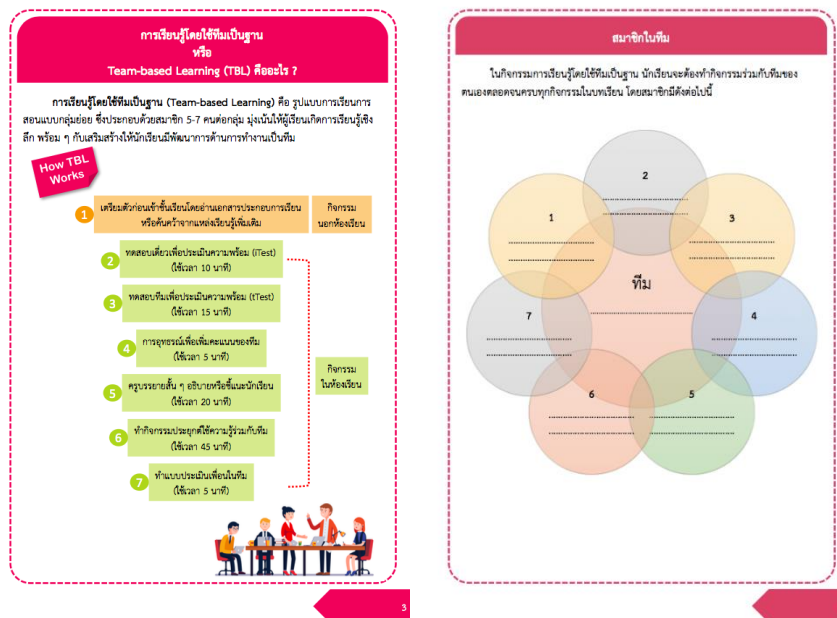 การเรียนรู้โดยใช้ทีมเป็นฐาน
หรือ
Team-based Learning (TBL) คืออะไร ?
การเรียนรู้โดยใช้ทีมเป็นฐาน (Team-based Learning) คือ รูปแบบการเรียนการ
สอนแบบกลุ่มย่อย ซึ่งประกอบด้วยสมาชิก 5-7 คนต่อกลุ่ม มุ่งเน้นให้ผู้เรียนเกิดการเรียนรู้เชิง
ลึก พร้อม ๆ กับเสริมสร้างให้นักเรียนมีพัฒนาการด้านการทำงานเป็นทีม
How TBL
Works
1
เตรียมตัวก่อนเข้าชั้นเรียนโดยอ่านเอกสารประกอบการเรียน
หรือค้นคว้าจากแหล่งเรียนรู้เพิ่มเติม
กิจกรรม
นอกห้องเรียน
2
ทดสอบเดี่ยวเพื่อประเมินความพร้อม (iTest)
(ใช้เวลา 10 นาที)
3
ทดสอบทีมเพื่อประเมินความพร้อม (tTest)
(ใช้เวลา 15 นาที)
4
การอุทธรณ์เพื่อเพิ่มคะแนนของทีม
(ใช้เวลา 5 นาที)
5
ครูบรรยายสั้น ๆ อธิบายหรือชี้แนะนักเรียน
(ใช้เวลา 20 นาที)
กิจกรรม
ในห้องเรียน
6
ทำกิจกรรมประยุกต์ใช้ความรู้ร่วมกับทีม
(ใช้เวลา 45 นาที)
7
ทำแบบประเมินเพื่อนในทีม
(ใช้เวลา 5 นาที)
3
สมาชิกในทีม
ในกิจกรรมการเรียนรู้โดยใช้ทีมเป็นฐาน นักเรียนจะต้องทำกิจกรรมร่วมกับทีมของ
ตนเองตลอดจนครบทุกกิจกรรมในบทเรียน โดยสมาชิกมีดังต่อไปนี้
2
1
3
ทีม
7
4
6
5